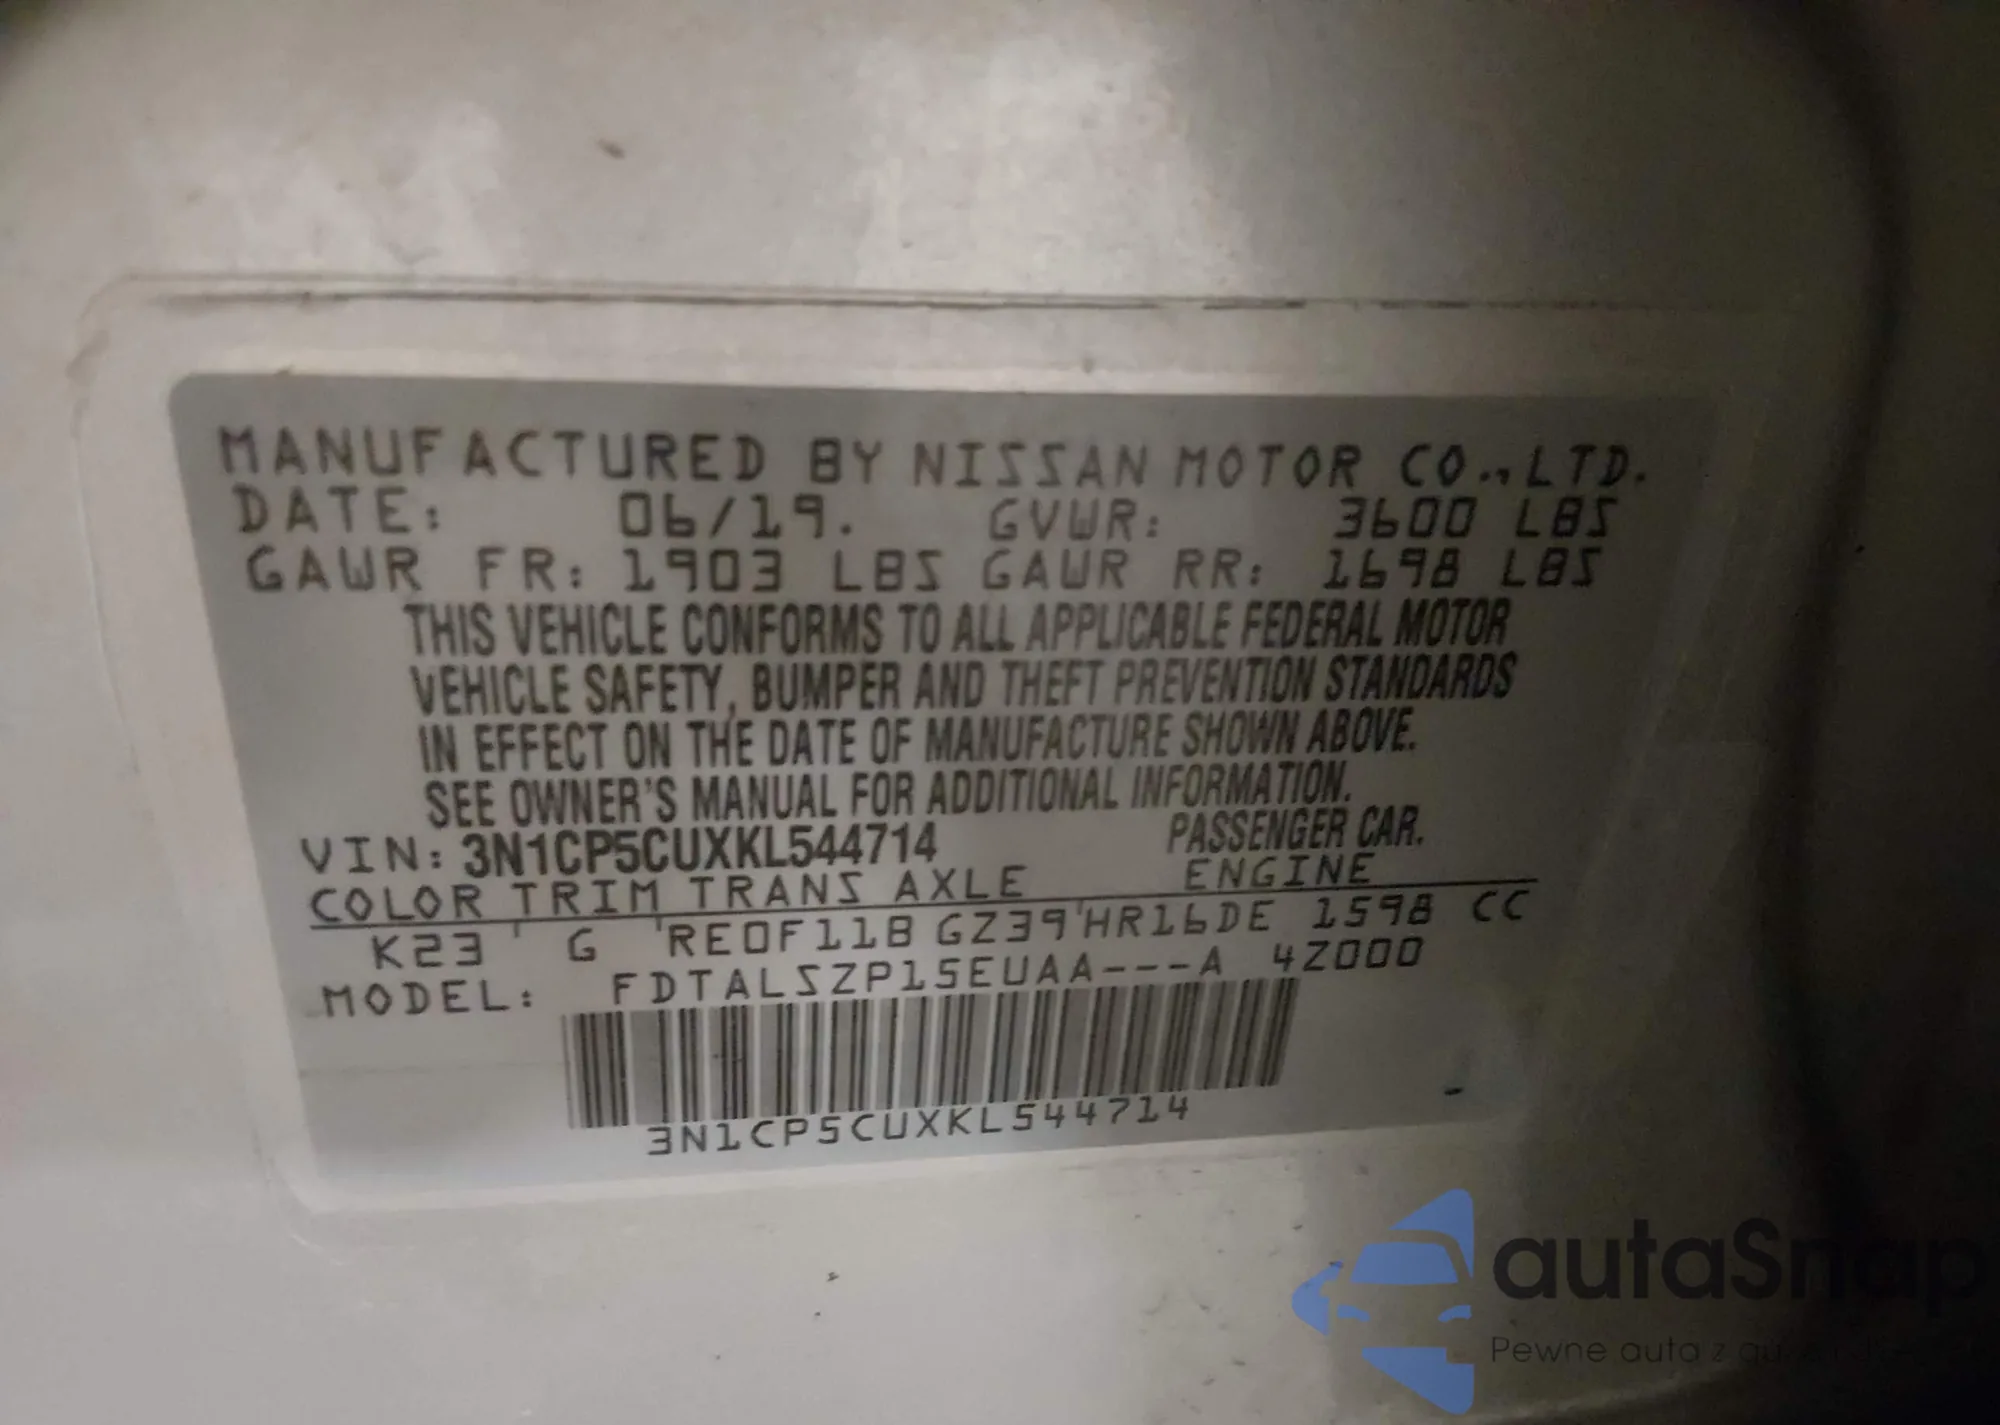 MANUFACTURED BY NISSAN MOTOR CO., LTD.
DATE: 06/19. GVWR: 3600 LBS
GAWR FR: 1903 LBS GAWR RR: 1698 LBS
THIS VEHICLE CONFORMS TO ALL APPLICABLE FEDERAL MOTOR
VEHICLE SAFETY, BUMPER AND THEFT PREVENTION STANDARDS
IN EFFECT ON THE DATE OF MANUFACTURE SHOWN ABOVE.
SEE OWNER'S MANUAL FOR ADDITIONAL INFORMATION.
VIN: 3N1CP5CUXKL544714 PASSENGER CAR.
COLOR TRIM TRANS AXLE ENGINE
K23 G RE0F11B GZ39 HR16DE 1598 CC
MODEL: FDTALSZP15EUAA---A 4Z000
3N1CP5CUXKL544714
autaSnap
Pewne auta z